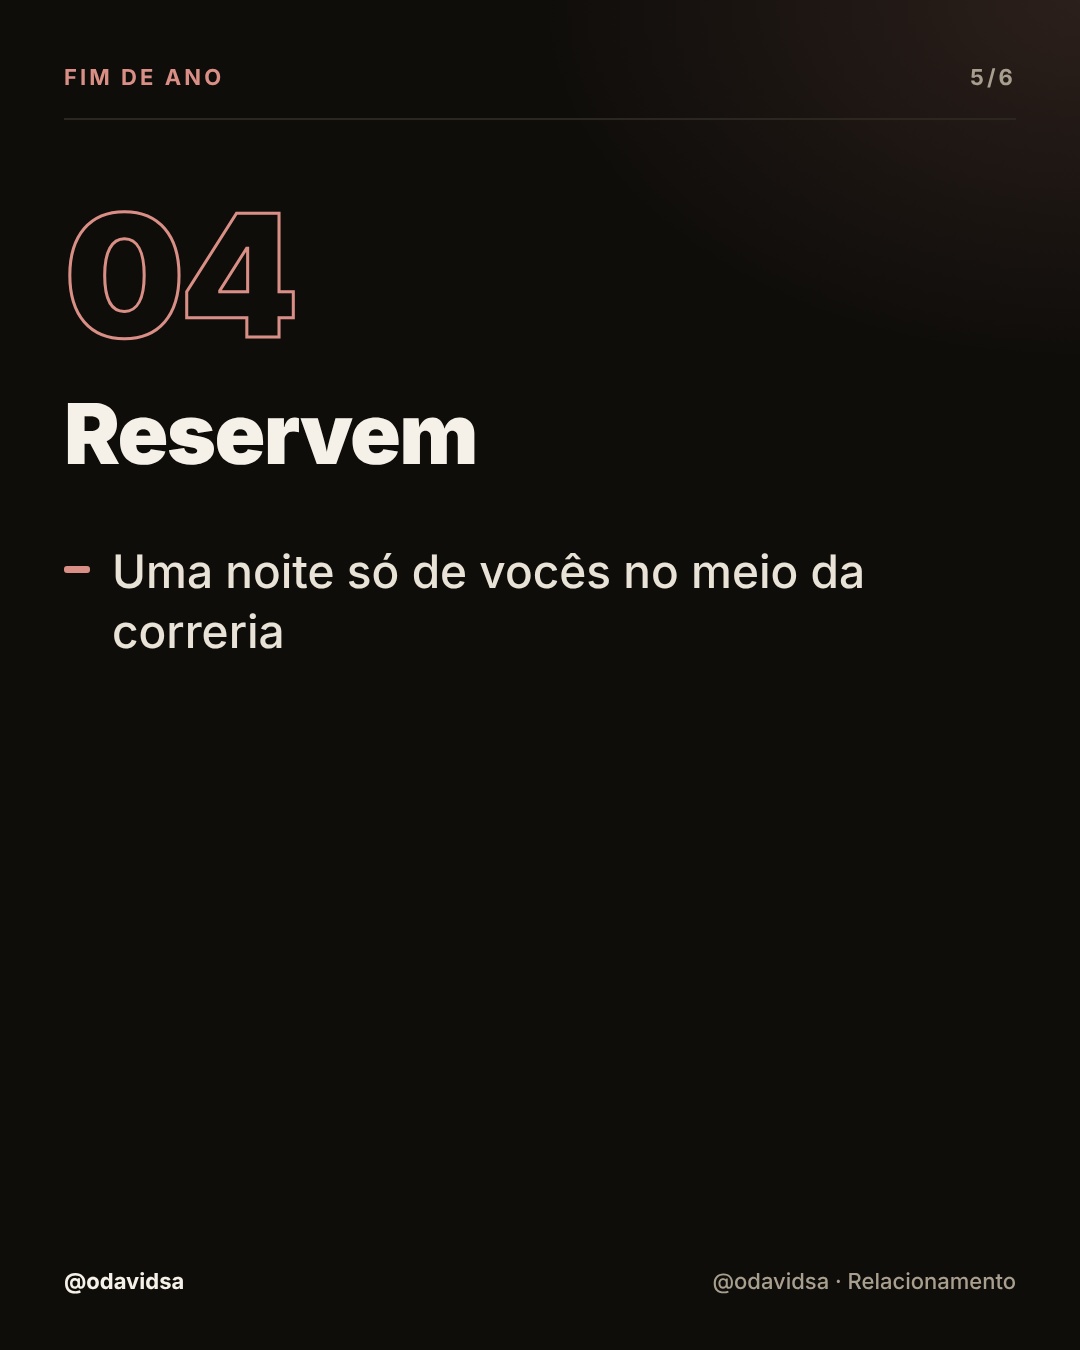 FIM DE ANO
5/6
04
Reservem
Uma noite só de vocês no meio da
correria
@odavidsa
@odavidsa · Relacionamento